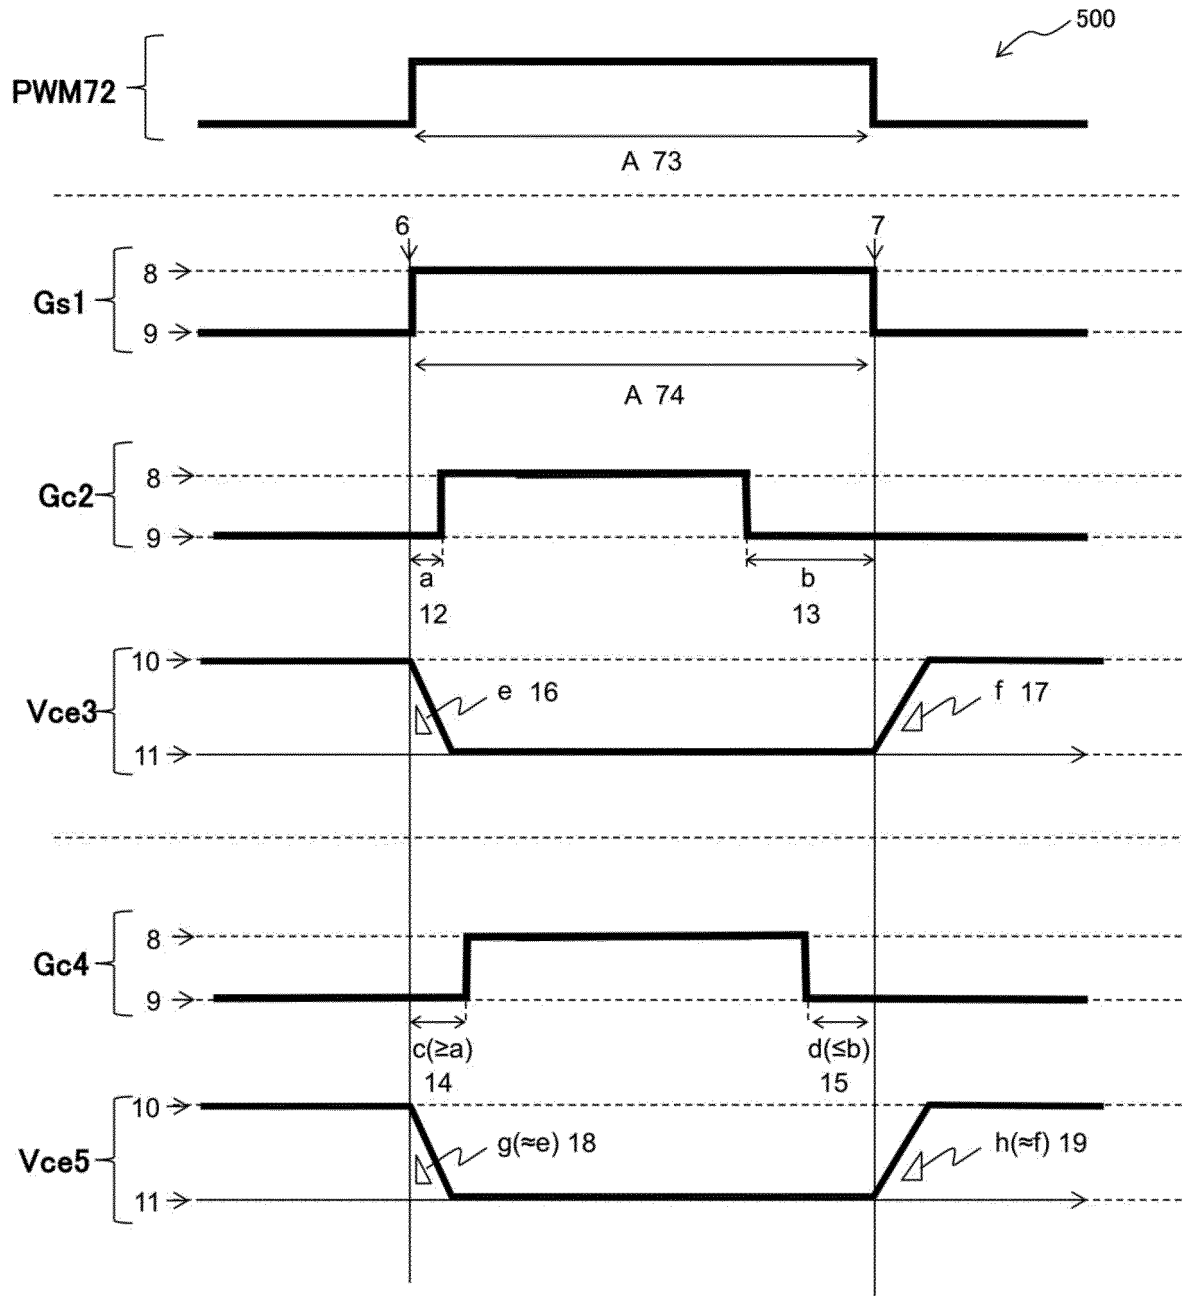 500
PWM72
A 73
6
7
8
Gs1
9
A 74
8
Gc2
9
a
b
12
13
10
e 16
f 17
Vce3
11
8
Gc4
9
c(≥a)
d(≤b)
14
15
10
g(≈e) 18
h(≈f) 19
Vce5
11